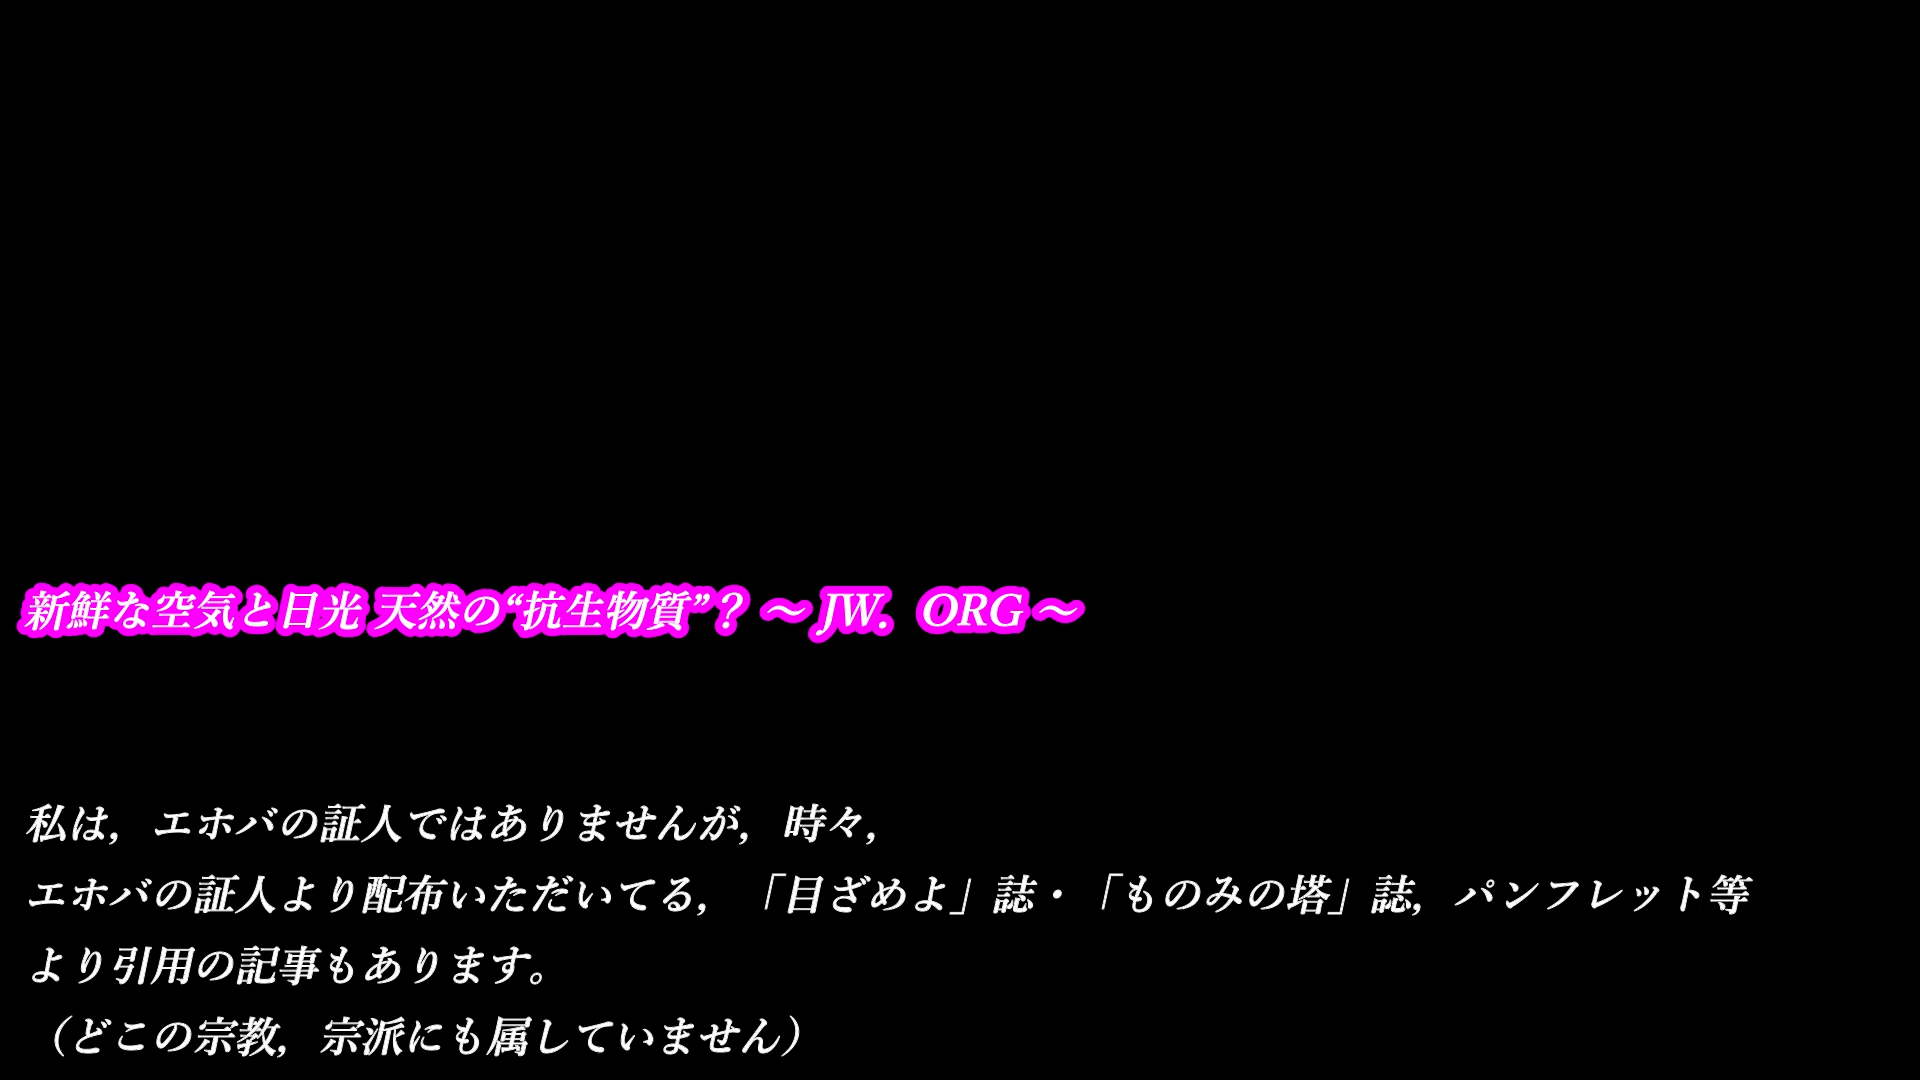 新鮮な空気と日光 天然の“抗生物質”？ ～ JW．ORG ～
私は，エホバの証人ではありませんが，時々，
エホバの証人より配布いただいてる，「目ざめよ」誌・「ものみの塔」誌，パンフレット等
より引用の記事もあります。
（どこの宗教，宗派にも属していません）